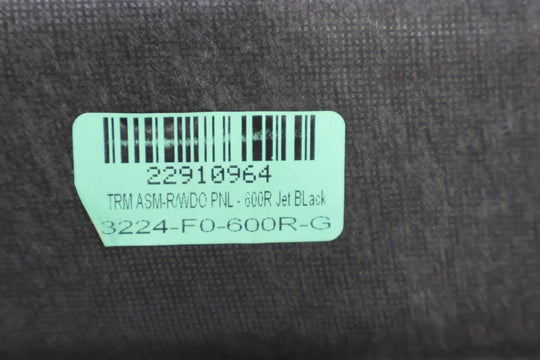 22910964
TRM ASM-R/WDO PNL - 600R Jet BLack
3224-F0-600R-G